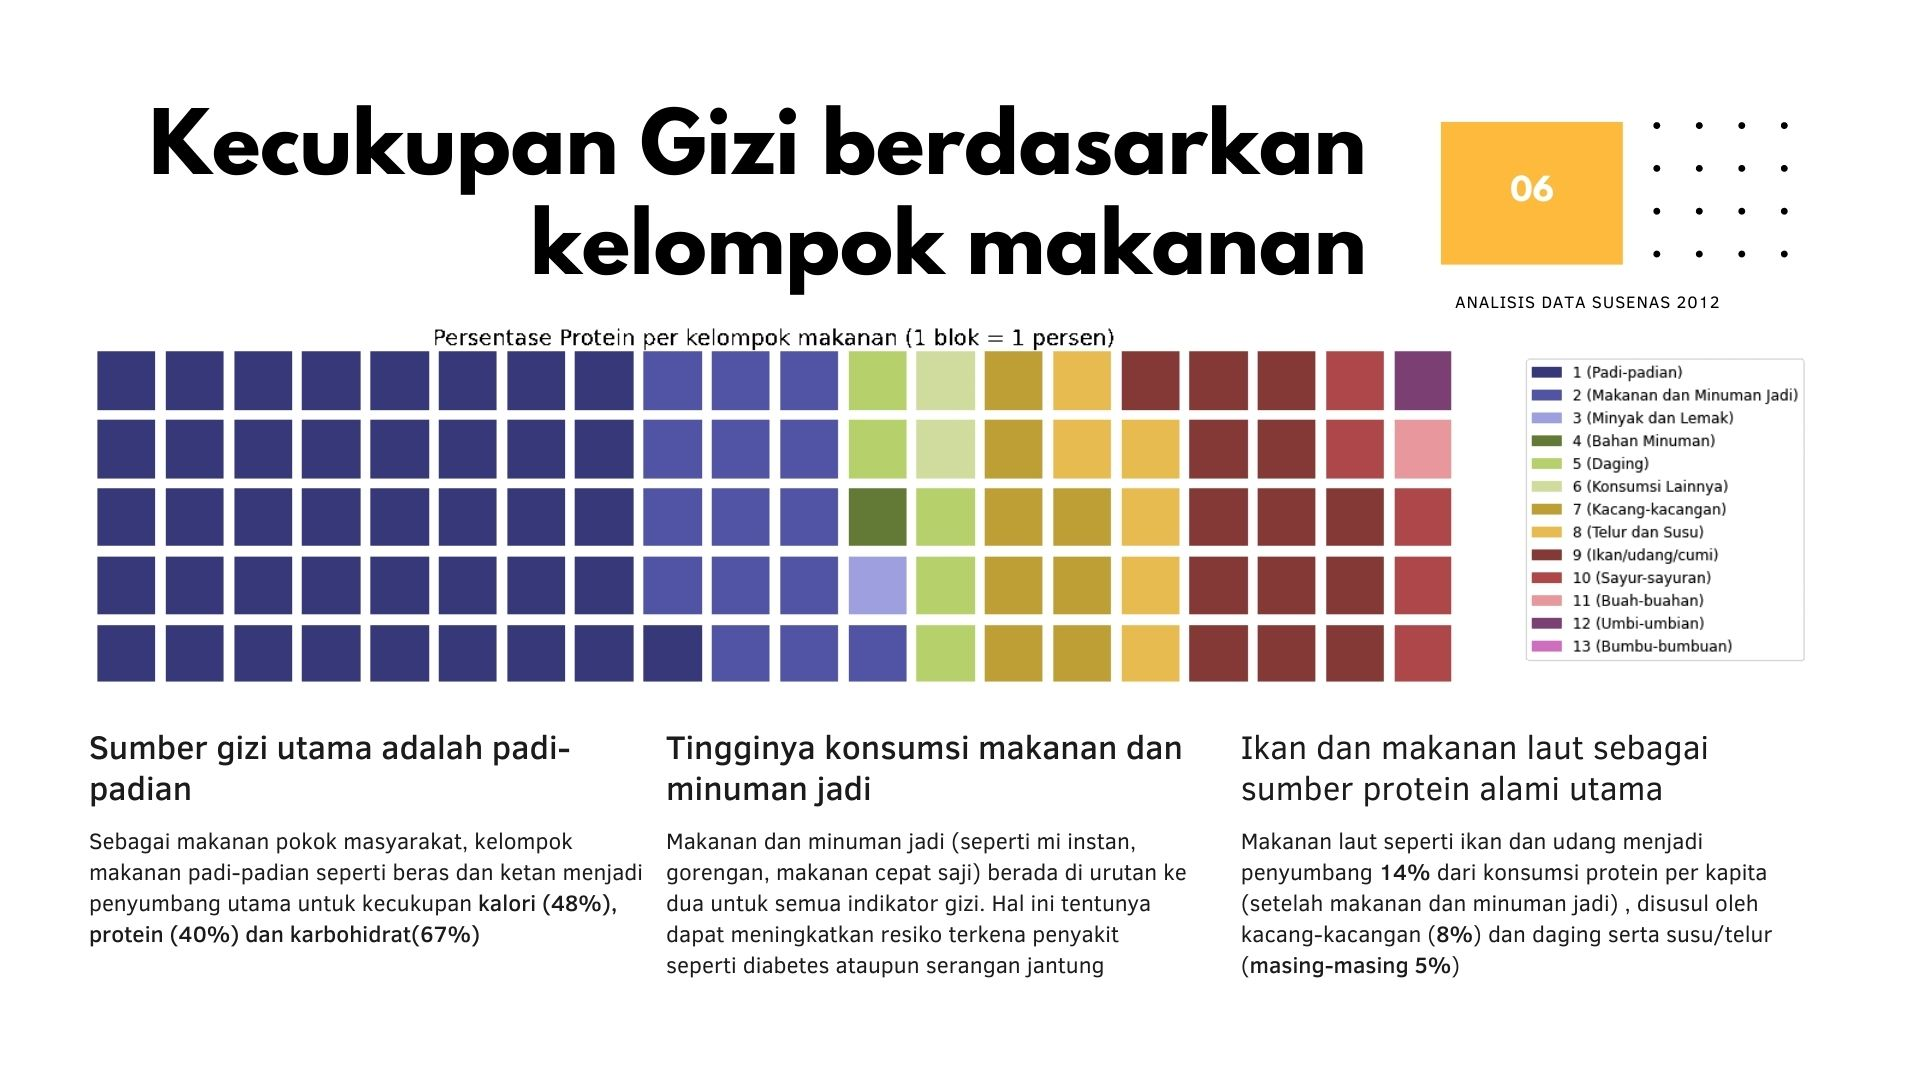 Kecukupan Gizi berdasarkan
kelompok makanan
06
ANALISIS DATA SUSENAS 2012
Persentase Protein per kelompok makanan (1 blok = 1 persen)
1 (Padi-padian)
2 (Makanan dan Minuman Jadi)
3 (Minyak dan Lemak)
4 (Bahan Minuman)
5 (Daging)
6 (Konsumsi Lainnya)
7 (Kacang-kacangan)
8 (Telur dan Susu)
9 (Ikan/udang/cumi)
10 (Sayur-sayuran)
11 (Buah-buahan)
12 (Umbi-umbian)
13 (Bumbu-bumbuan)
Sumber gizi utama adalah padi-
padian
Sebagai makanan pokok masyarakat, kelompok
makanan padi-padian seperti beras dan ketan menjadi
penyumbang utama untuk kecukupan kalori (48%),
protein (40%) dan karbohidrat(67%)
Tingginya konsumsi makanan dan
minuman jadi
Makanan dan minuman jadi (seperti mi instan,
gorengan, makanan cepat saji) berada di urutan ke
dua untuk semua indikator gizi. Hal ini tentunya
dapat meningkatkan resiko terkena penyakit
seperti diabetes ataupun serangan jantung
Ikan dan makanan laut sebagai
sumber protein alami utama
Makanan laut seperti ikan dan udang menjadi
penyumbang 14% dari konsumsi protein per kapita
(setelah makanan dan minuman jadi) , disusul oleh
kacang-kacangan (8%) dan daging serta susu/telur
(masing-masing 5%)